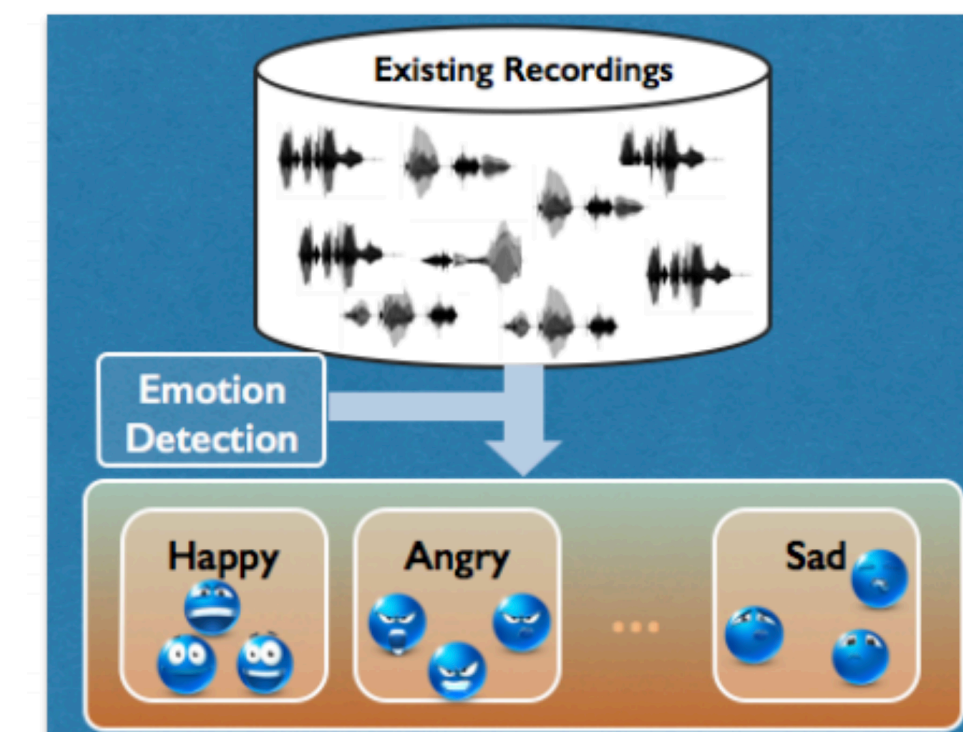 Existing Recordings
Emotion
Detection
Happy
Angry
...
Sad